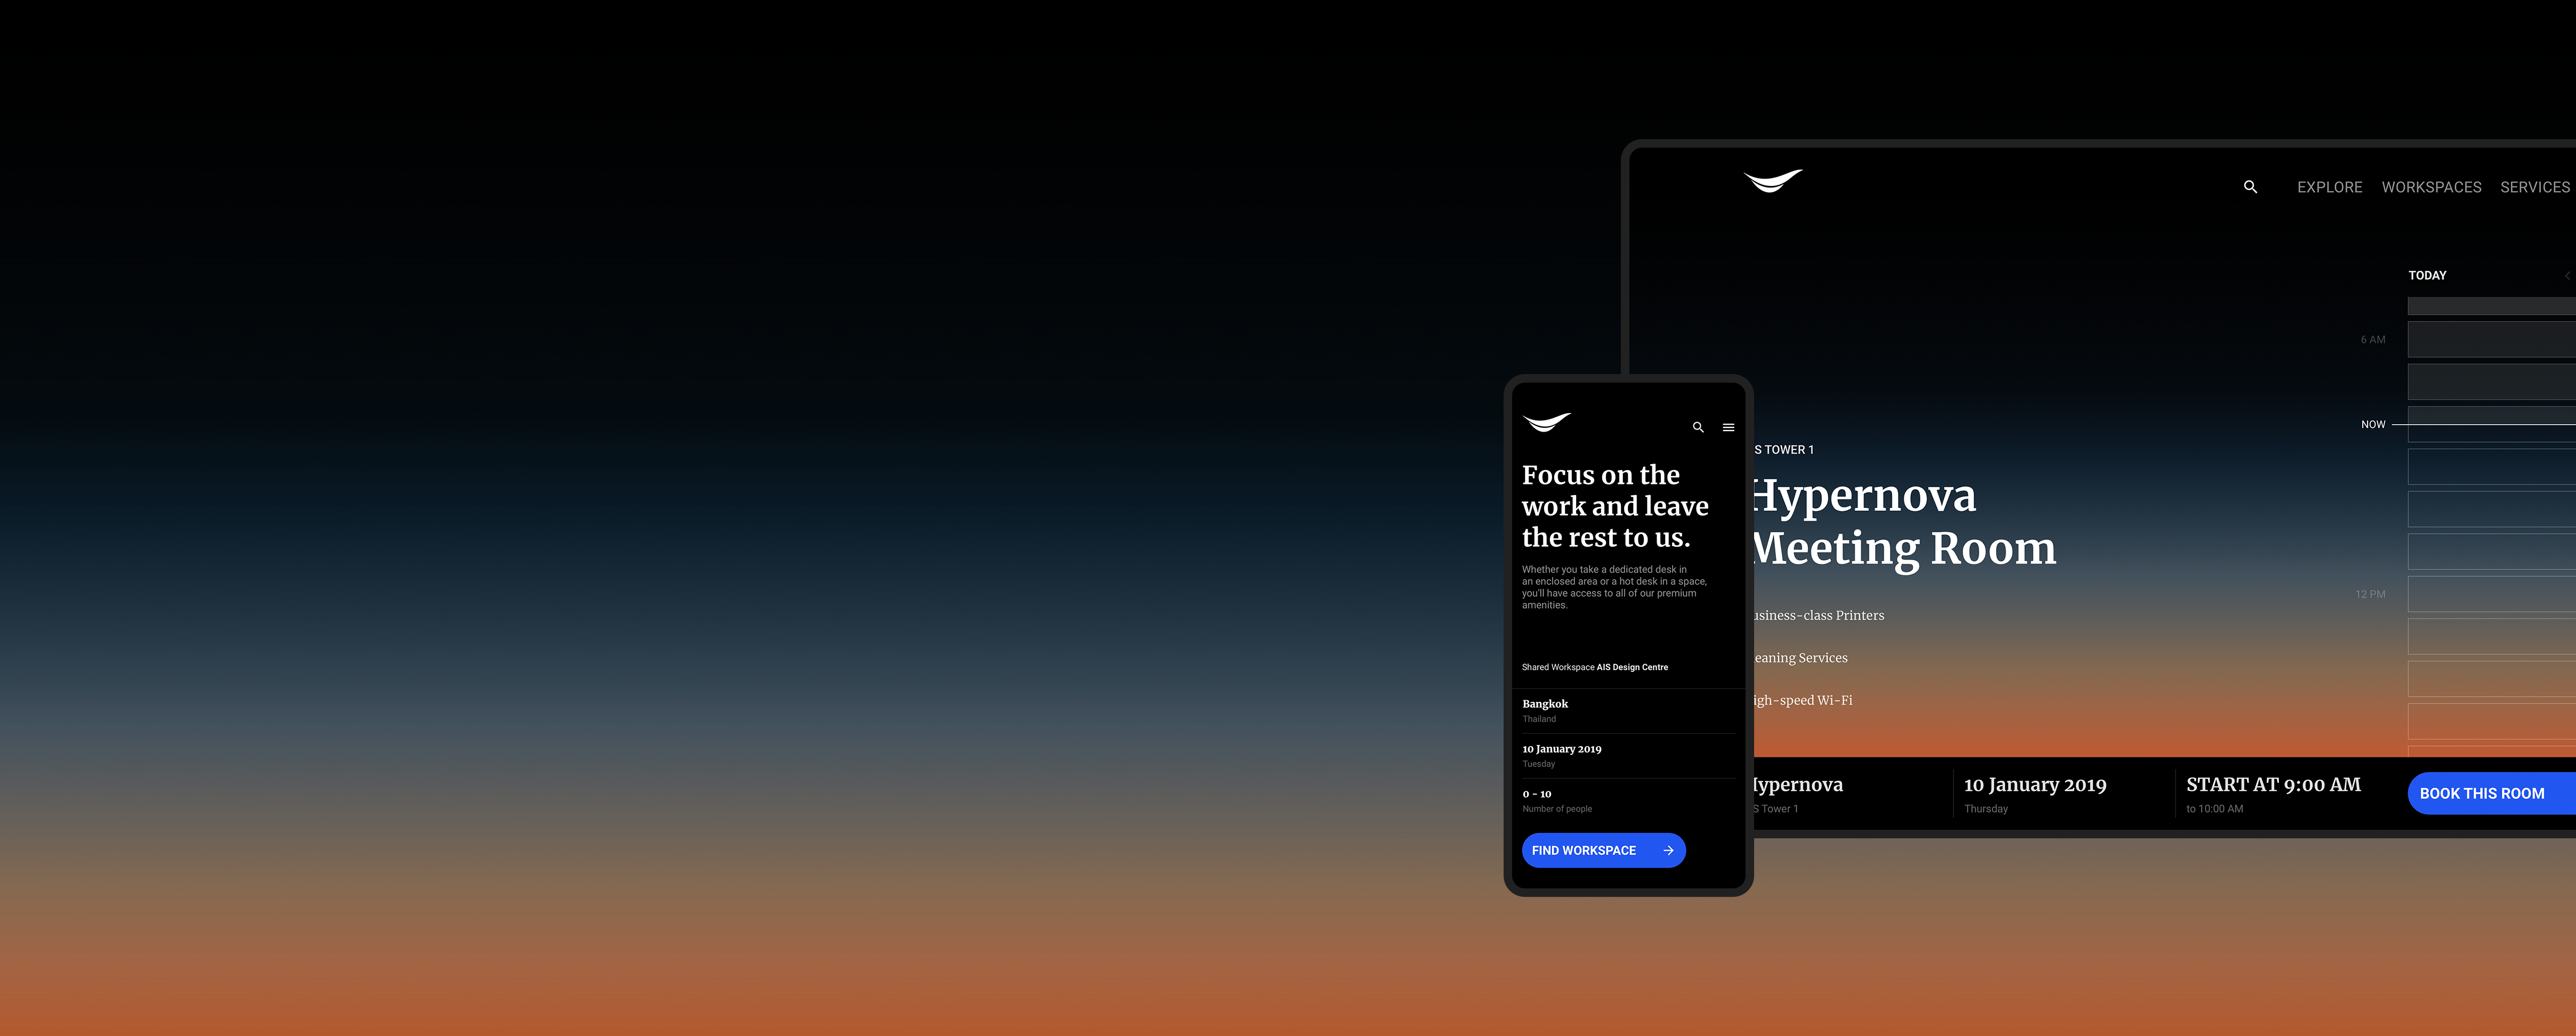 EXPLORE WORKSPACES SERVICES
TODAY
6 AM
NOW
12 PM
S TOWER 1
Hypernova
Meeting Room
usiness-class Printers
eaning Services
igh-speed Wi-Fi
Hypernova
S Tower 1
10 January 2019
Thursday
START AT 9:00 AM
to 10:00 AM
BOOK THIS ROOM
Focus on the
work and leave
the rest to us.
Whether you take a dedicated desk in
an enclosed area or a hot desk in a space,
you'll have access to all of our premium
amenities.
Shared Workspace AIS Design Centre
Bangkok
Thailand
10 January 2019
Tuesday
0 - 10
Number of people
FIND WORKSPACE